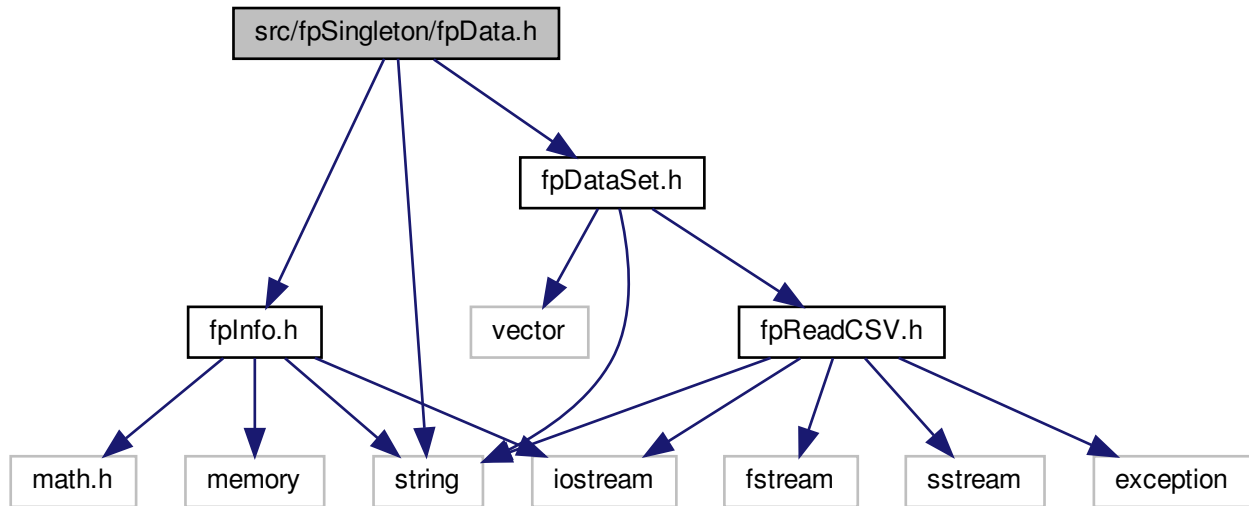 src/fpSingleton/fpData.h
fpDataSet.h
fpInfo.h
vector
fpReadCSV.h
math.h
memory
string
iostream
fstream
sstream
exception